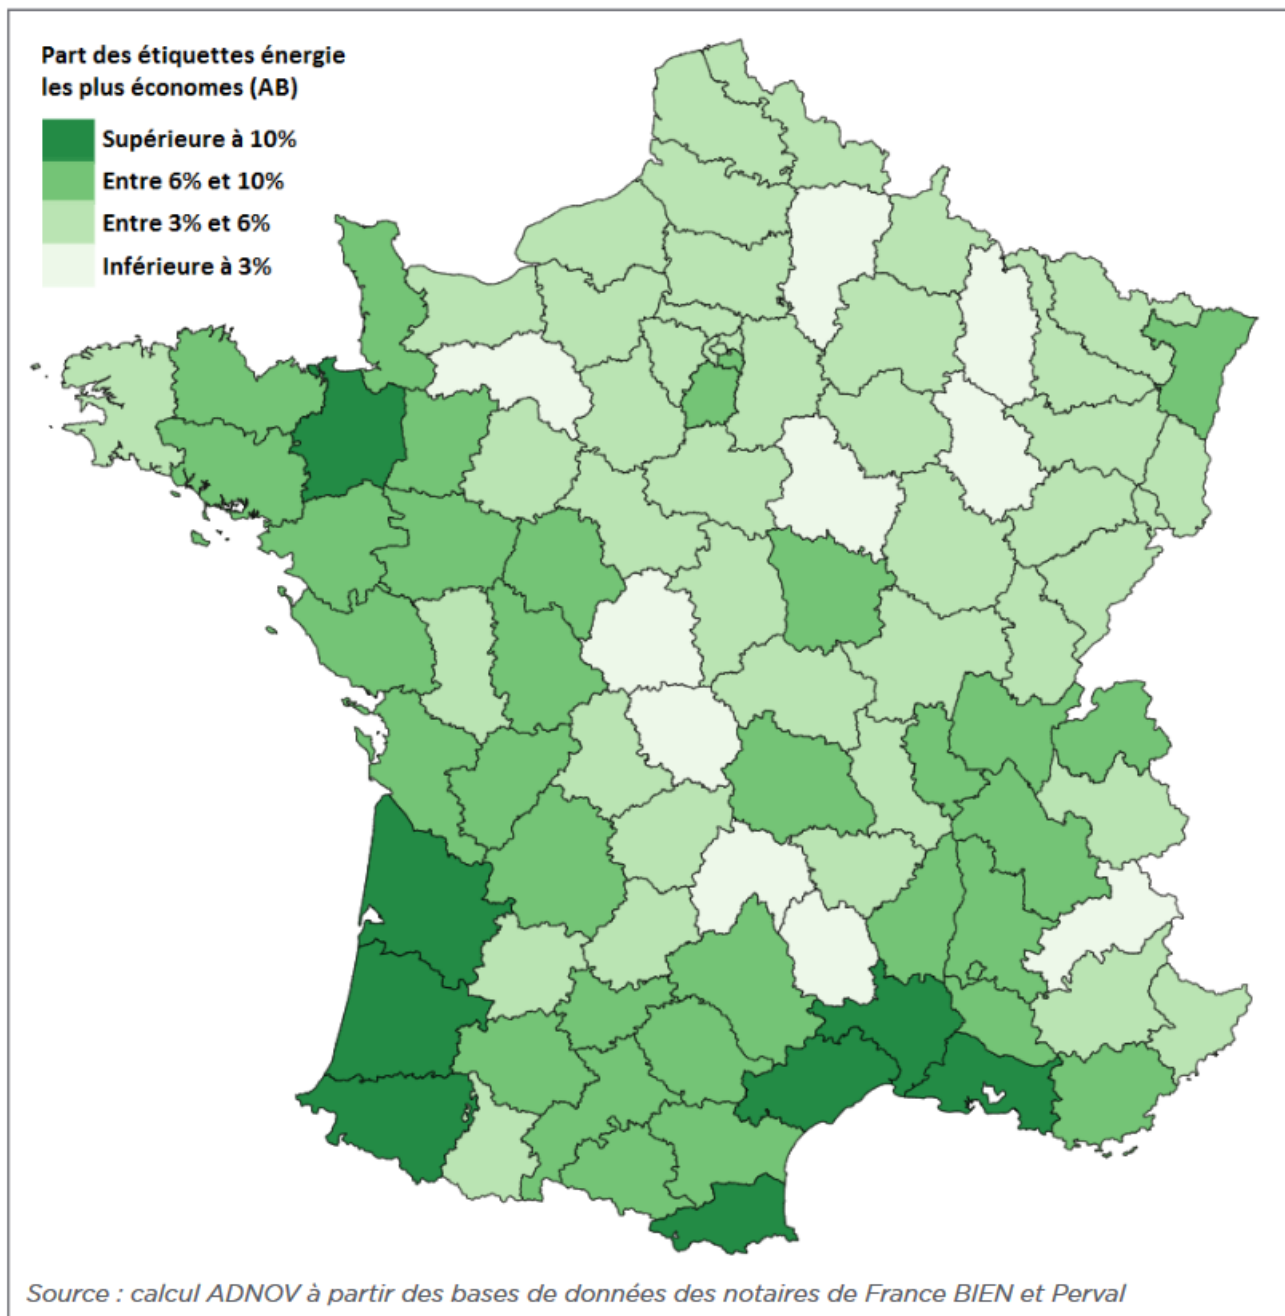 Part des étiquettes énergie
les plus économes (AB)
Supérieure à 10%
Entre 6% et 10%
Entre 3% et 6%
Inférieure à 3%
Source : calcul ADNOV à partir des bases de données des notaires de France BIEN et Perval